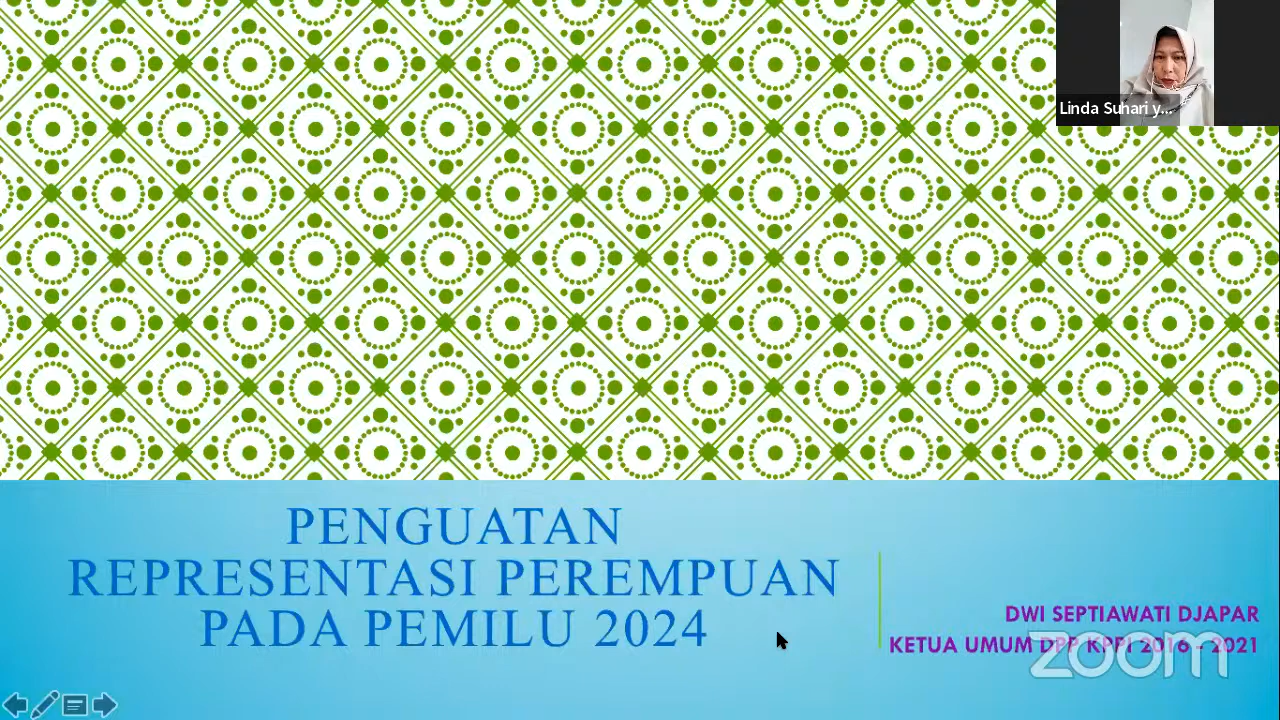 Linda Suhari y...
PENGUATAN
REPRESENTASI PEREMPUAN
PADA PEMILU 2024
DWI SEPTIAWATI DJAPAR
KETUA UMUM DPP KPPI 2016 - 2021
zoom